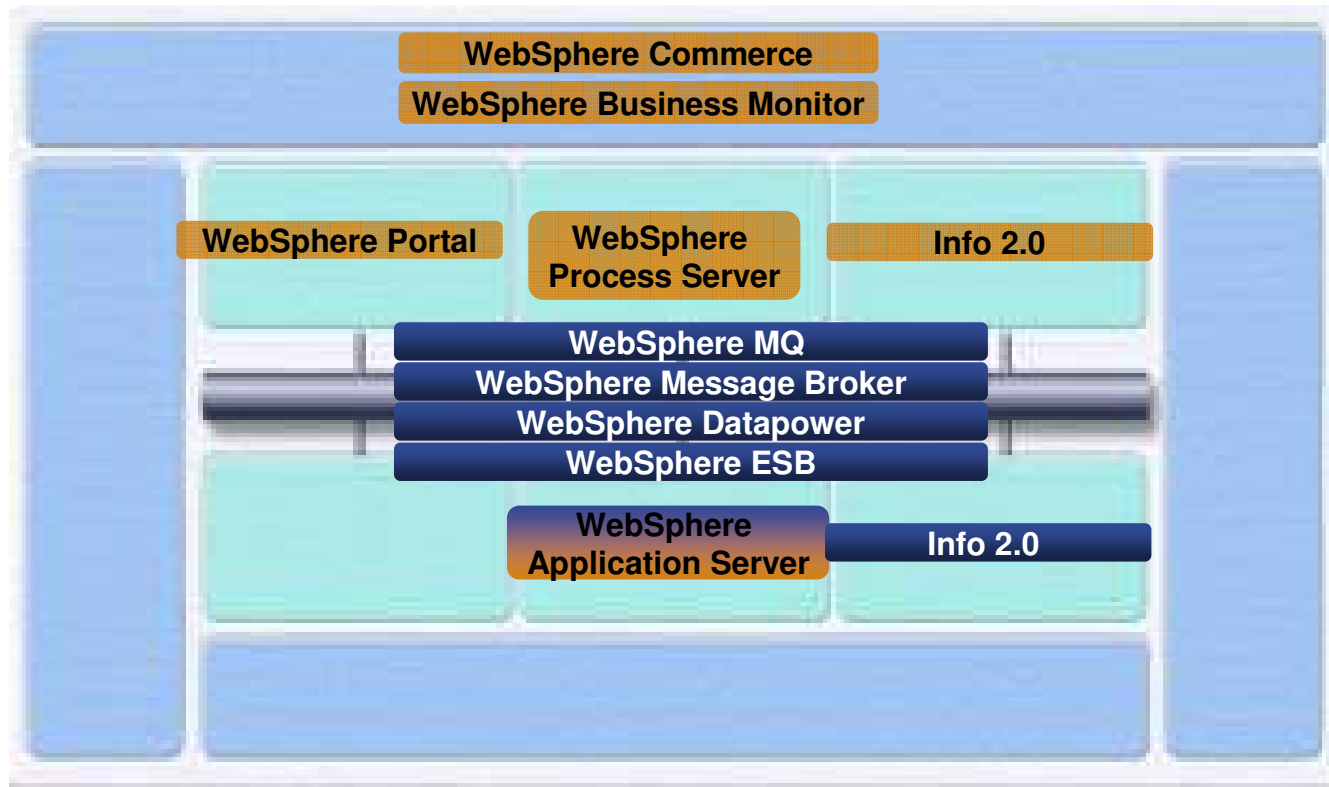 WebSphere Commerce
WebSphere Business Monitor
WebSphere Portal
WebSphere
Process Server
Info 2.0
WebSphere MQ
WebSphere Message Broker
WebSphere Datapower
WebSphere ESB
WebSphere
Application Server
Info 2.0